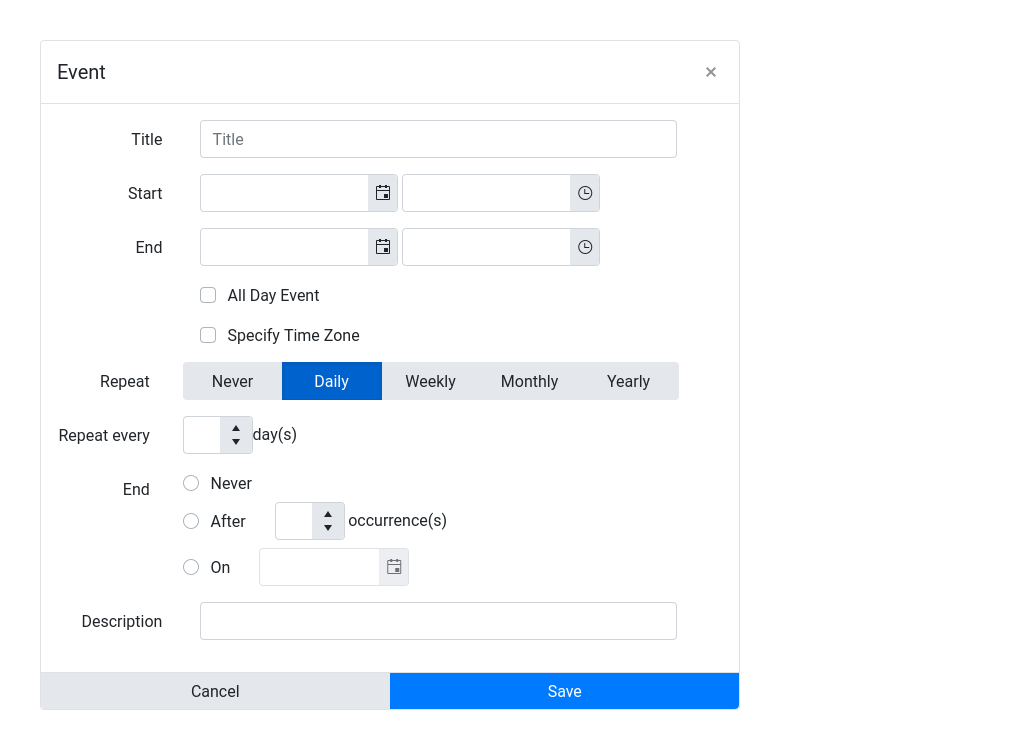 Event ×
Title Title
Start
End
All Day Event
Specify Time Zone
Repeat Never Daily Weekly Monthly Yearly
Repeat every day(s)
End Never
After occurrence(s)
On
Description
Cancel Save